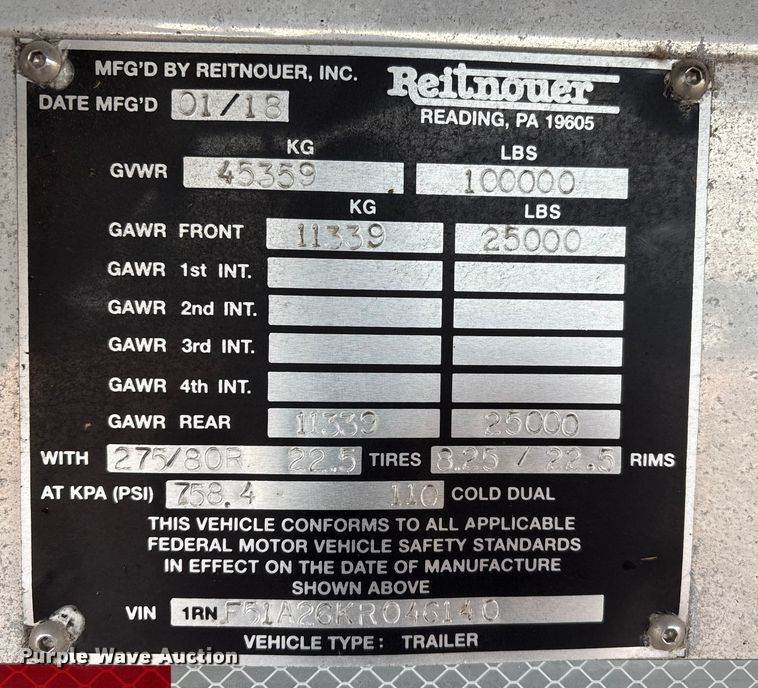 MFG'D BY REITNOUER, INC.
Reitnouer
DATE MFG'D 01/18
READING, PA 19605
KG LBS
GVWR 45359 100000
KG LBS
GAWR FRONT 11339 25000
GAWR 1st INT.
GAWR 2nd INT.
GAWR 3rd INT.
GAWR 4th INT.
GAWR REAR 11339 25000
WITH 275/80R 22.5 TIRES 8.25 / 22.5 RIMS
AT KPA (PSI) 758.4 110 COLD DUAL
THIS VEHICLE CONFORMS TO ALL APPLICABLE
FEDERAL MOTOR VEHICLE SAFETY STANDARDS
IN EFFECT ON THE DATE OF MANUFACTURE
SHOWN ABOVE
VIN 1RN F51A26KR046140
VEHICLE TYPE: TRAILER
Purple Wave Auction